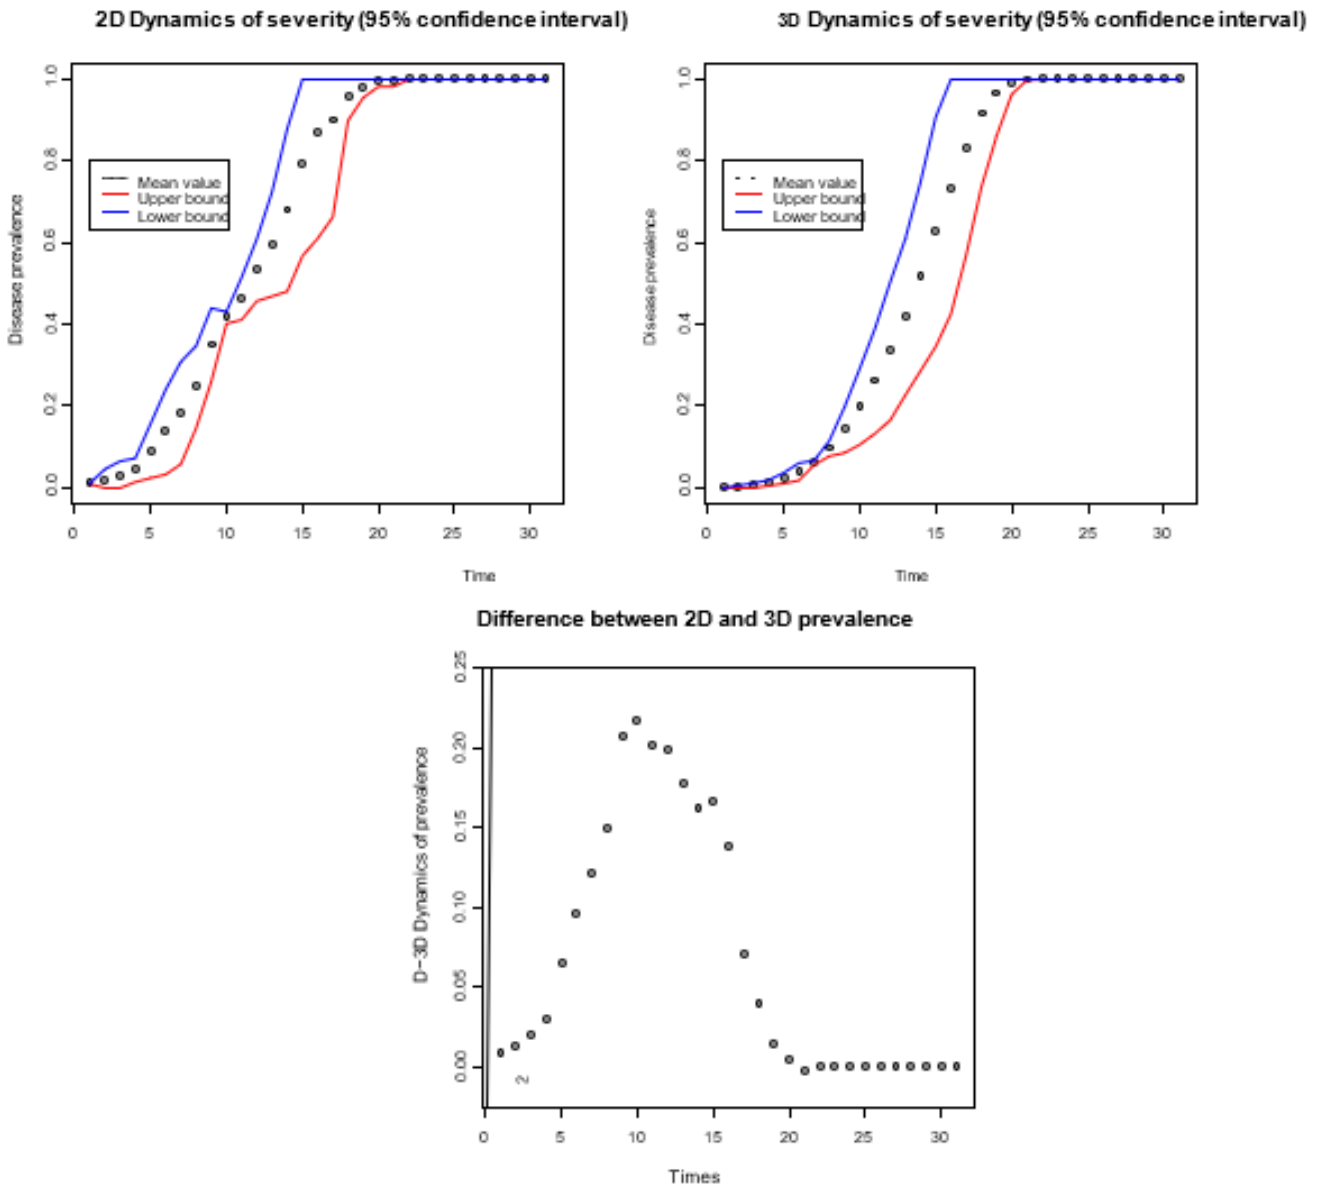 2D Dynamics of severity (95% confidence interval)
1.0
0.8
0.6
0.4
0.2
0.0
Disease prevalence
Mean value
Upper bound
Lower bound
0 5 10 15 20 25 30
Time
3D Dynamics of severity (95% confidence interval)
1.0
0.8
0.6
0.4
0.2
0.0
Disease prevalence
Mean value
Upper bound
Lower bound
0 5 10 15 20 25 30
Time
Difference between 2D and 3D prevalence
0.25
0.20
0.15
0.10
0.05
0.00
D-3D Dynamics of prevalence
2
0 5 10 15 20 25 30
Times